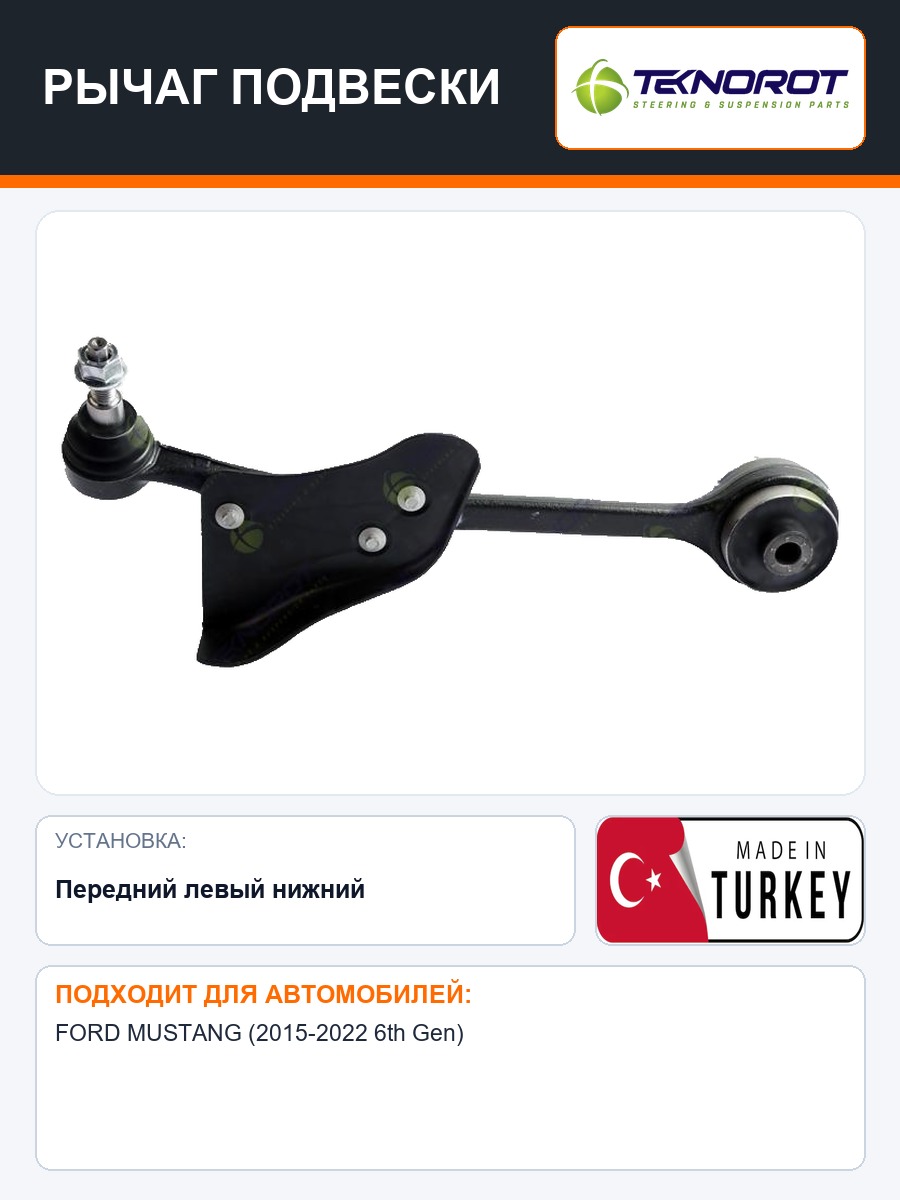 РЫЧАГ ПОДВЕСКИ
TEKNOROT
STEERING & SUSPENSION PARTS
УСТАНОВКА:
Передний левый нижний
MADE IN
TURKEY
ПОДХОДИТ ДЛЯ АВТОМОБИЛЕЙ:
FORD MUSTANG (2015-2022 6th Gen)